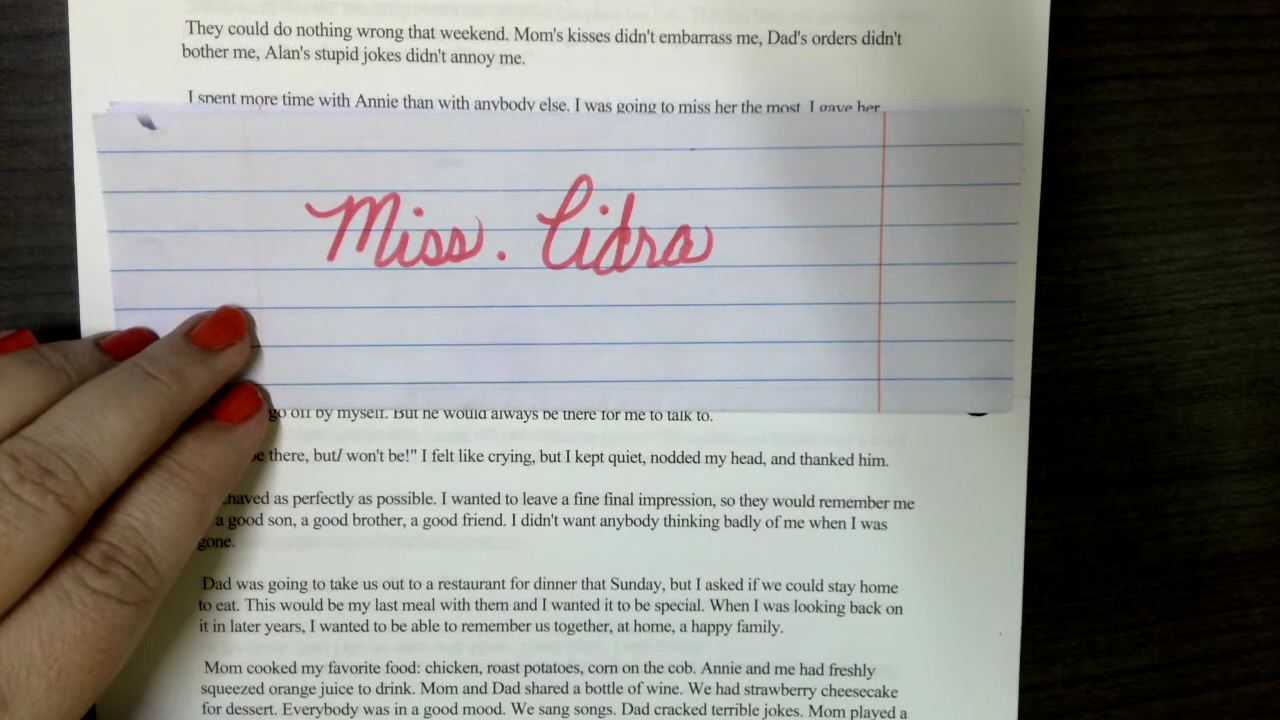 They could do nothing wrong that weekend. Mom's kisses didn't embarrass me, Dad's orders didn't
bother me, Alan's stupid jokes didn't annoy me.
I spent more time with Annie than with anybody else. I was going to miss her the most. I gave her
Miss. Lidra
go off by myself. But he would always be there for me to talk to.
there, but I won't be!" I felt like crying, but I kept quiet, nodded my head, and thanked him.
haved as perfectly as possible. I wanted to leave a fine final impression, so they would remember me
a good son, a good brother, a good friend. I didn't want anybody thinking badly of me when I was
gone.
Dad was going to take us out to a restaurant for dinner that Sunday, but I asked if we could stay home
to eat. This would be my last meal with them and I wanted it to be special. When I was looking back on
it in later years, I wanted to be able to remember us together, at home, a happy family.
Mom cooked my favorite food: chicken, roast potatoes, corn on the cob. Annie and me had freshly
squeezed orange juice to drink. Mom and Dad shared a bottle of wine. We had strawberry cheesecake
for dessert. Everybody was in a good mood. We sang songs. Dad cracked terrible jokes. Mom played a